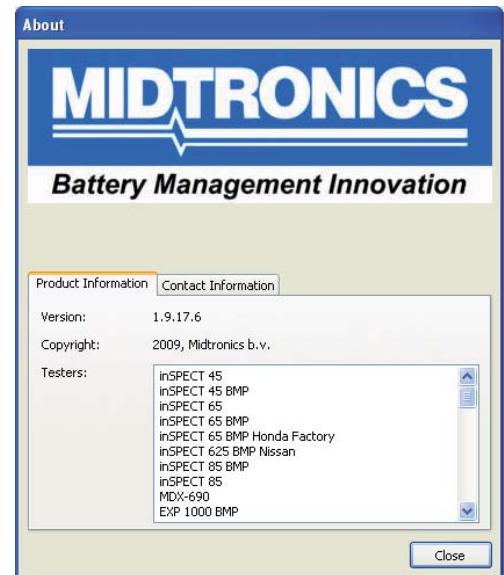 About
MIDTRONICS
Battery Management Innovation
Product Information
Contact Information
Version: 1.9.17.6
Copyright: 2009, Midtronics b.v.
Testers:
inSPECT 45
inSPECT 45 BMP
inSPECT 65
inSPECT 65 BMP
inSPECT 65 BMP Honda Factory
inSPECT 625 BMP Nissan
inSPECT 85 BMP
inSPECT 85
MDX-690
EXP 1000 BMP
Close